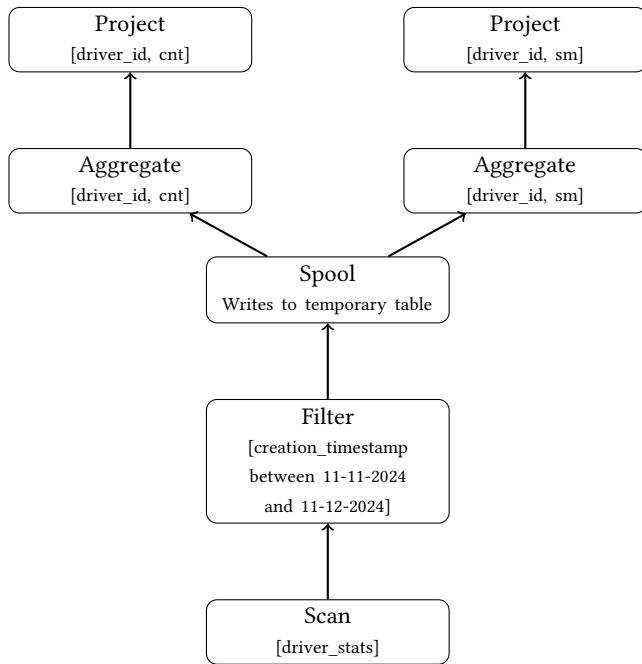 Project
[driver_id, cnt]
Project
[driver_id, sm]
Aggregate
[driver_id, cnt]
Aggregate
[driver_id, sm]
Spool
Writes to temporary table
Filter
[creation_timestamp
between 11-11-2024
and 11-12-2024]
Scan
[driver_stats]